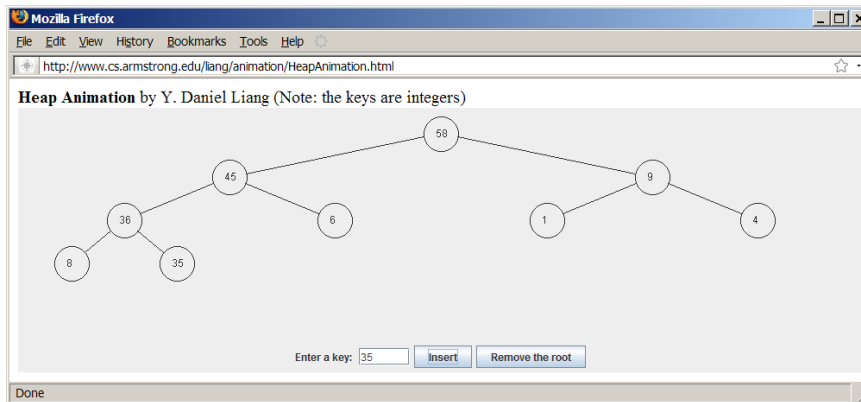 Mozilla Firefox
File Edit View History Bookmarks Tools Help
http://www.cs.armstrong.edu/liang/animation/HeapAnimation.html
Heap Animation by Y. Daniel Liang (Note: the keys are integers)
58
45 9
36 6 1 4
8 35
Enter a key: 35 Insert Remove the root
Done